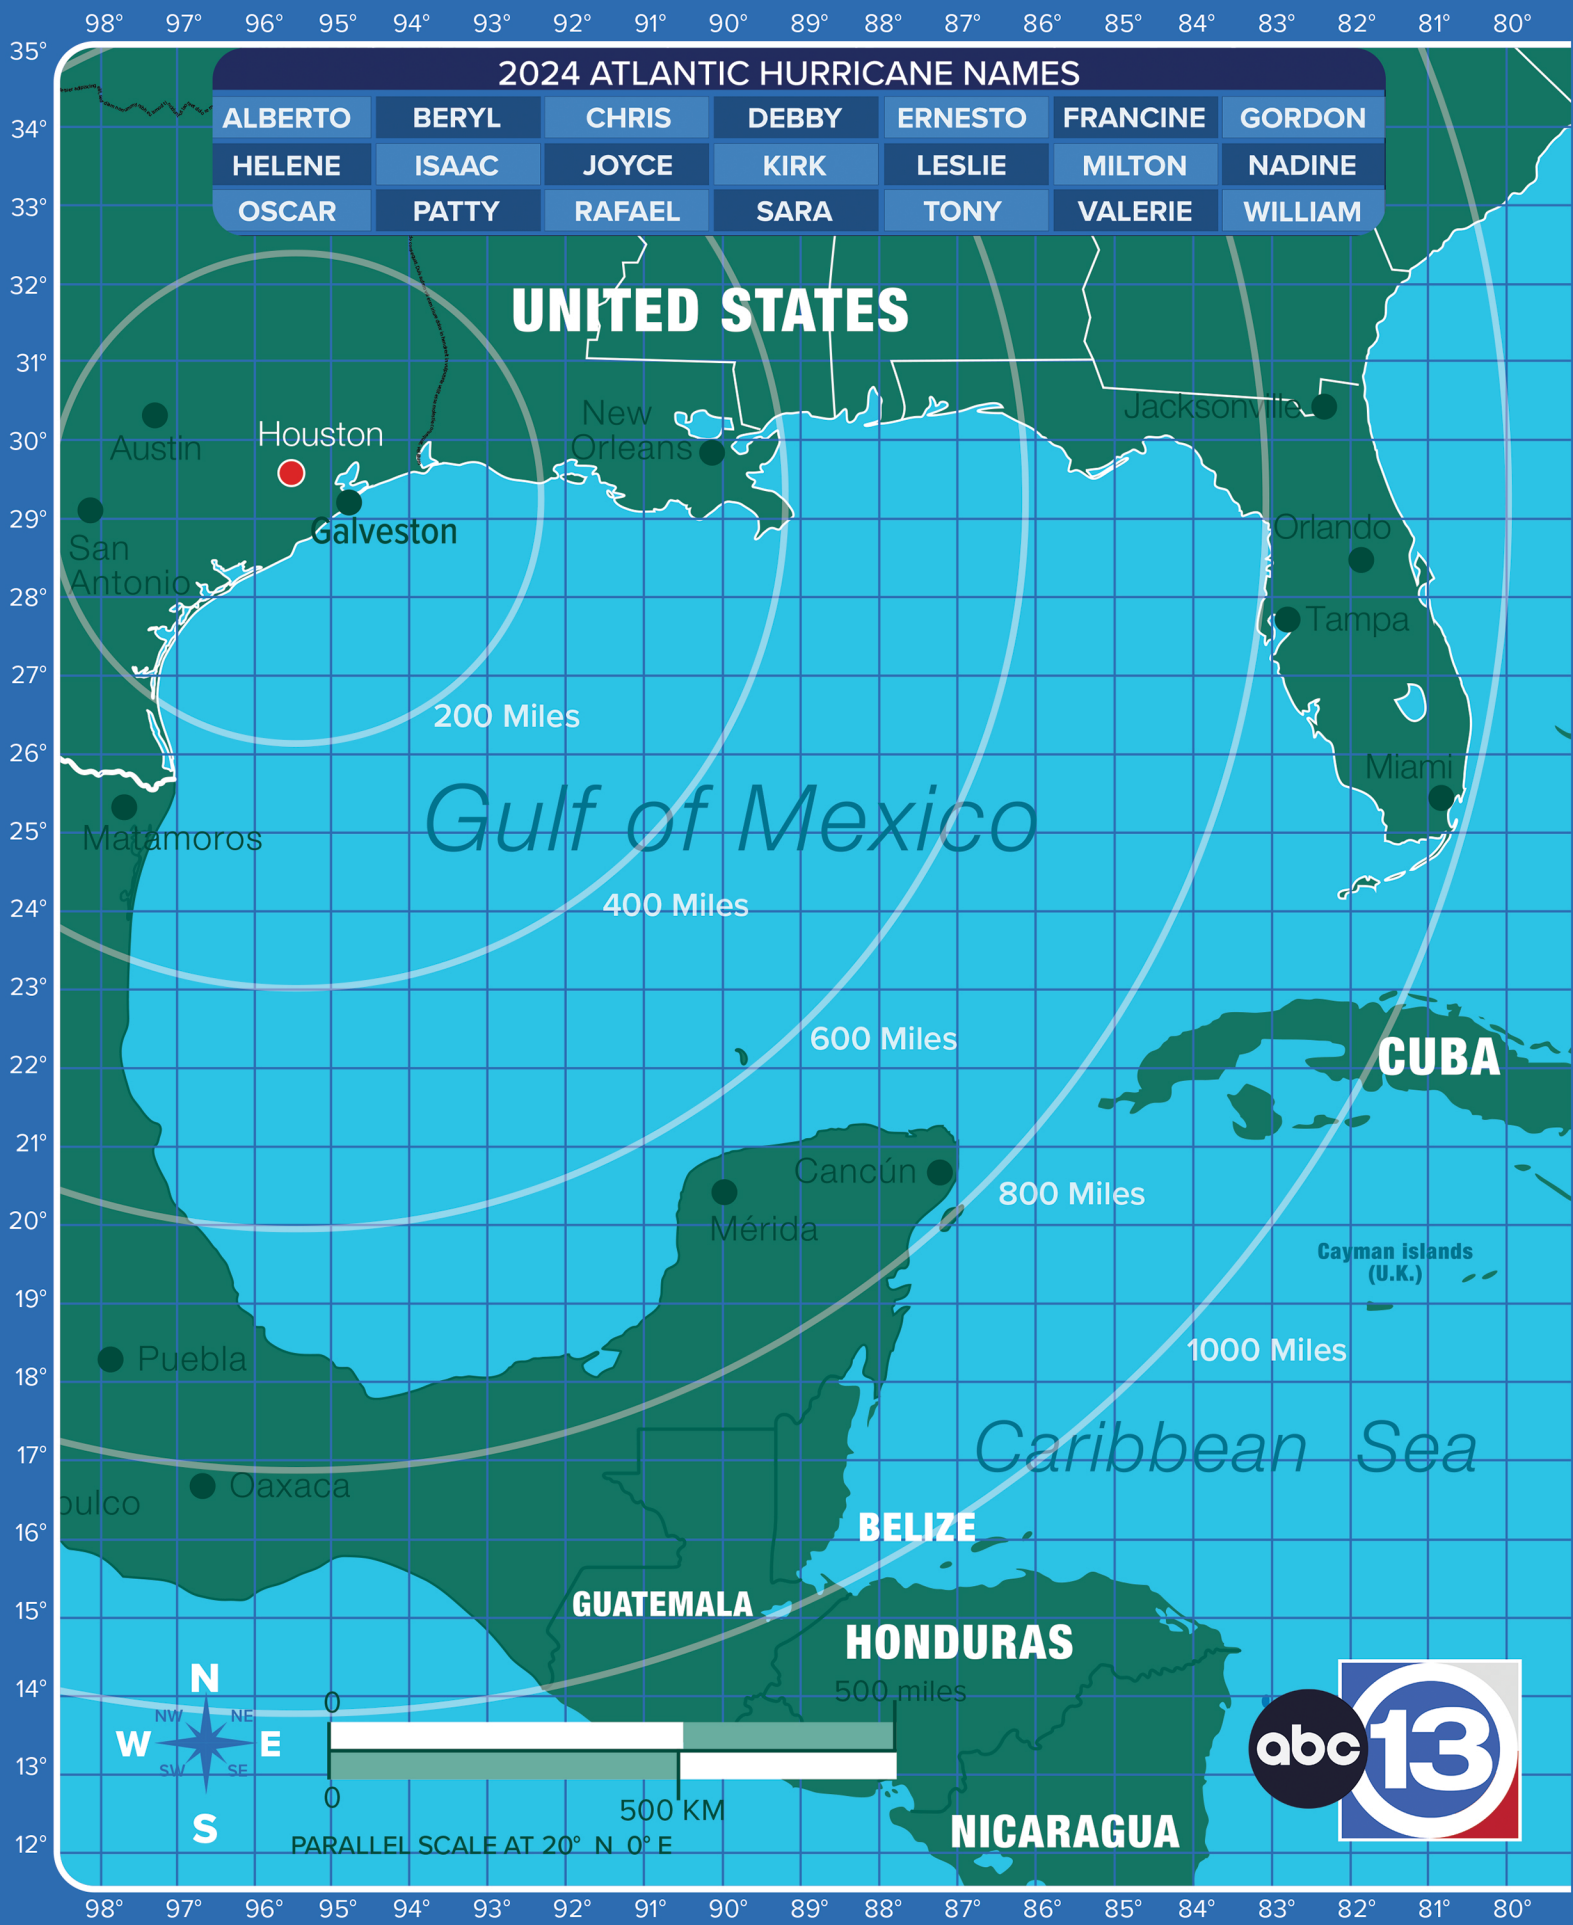 98° 97° 96° 95° 94° 93° 92° 91° 90° 89° 88° 87° 86° 85° 84° 83° 82° 81° 80°
35°
2024 ATLANTIC HURRICANE NAMES
ALBERTO BERYL CHRIS DEBBY ERNESTO FRANCINE GORDON
34°
HELENE ISAAC JOYCE KIRK LESLIE MILTON NADINE
33°
OSCAR PATTY RAFAEL SARA TONY VALERIE WILLIAM
32°
UNITED STATES
31°
Austin
Houston
New
Orleans
Jacksonville
30°
29°
Galveston
San
Antonio
Orlando
28°
Tampa
27°
200 Miles
26°
Miami
Gulf of Mexico
25°
Matamoros
24°
400 Miles
23°
600 Miles
22°
CUBA
21°
Cancún
Mérida
800 Miles
20°
Cayman islands
(U.K.)
19°
1000 Miles
Puebla
18°
Caribbean Sea
17°
Oaxaca
pulco
16°
BELIZE
15°
GUATEMALA
HONDURAS
14°
N
NW NE
W E
SW SE
S
0 500 miles
13°
0 500 KM
PARALLEL SCALE AT 20° N 0° E
abc 13
NICARAGUA
12°
98° 97° 96° 95° 94° 93° 92° 91° 90° 89° 88° 87° 86° 85° 84° 83° 82° 81° 80°